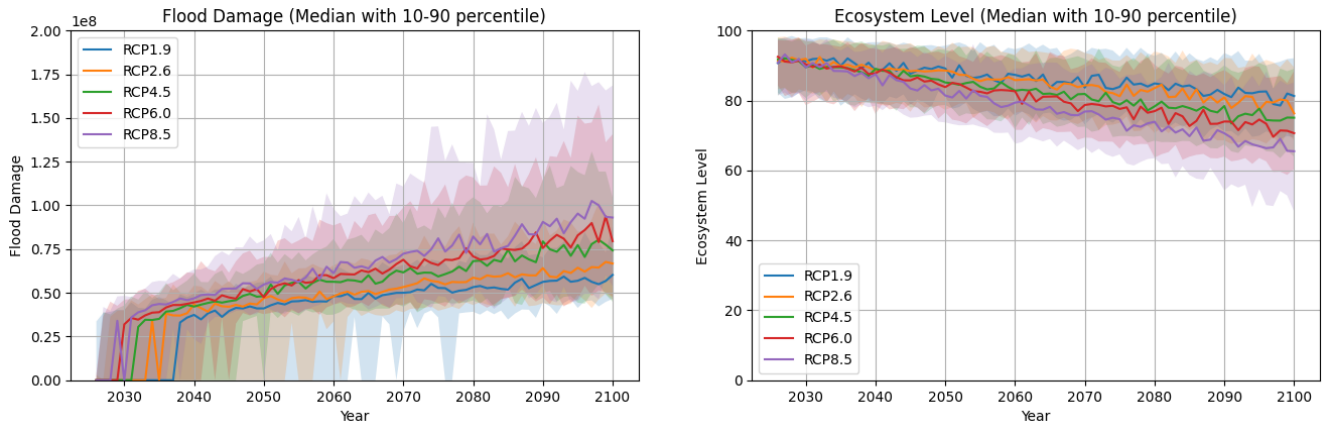 Flood Damage (Median with 10-90 percentile)
1e8
2.00
1.75
1.50
1.25
1.00
0.75
0.50
0.25
0.00
Flood Damage
RCP1.9
RCP2.6
RCP4.5
RCP6.0
RCP8.5
2030 2040 2050 2060 2070 2080 2090 2100
Year
Ecosystem Level (Median with 10-90 percentile)
100
80
60
40
20
0
Ecosystem Level
RCP1.9
RCP2.6
RCP4.5
RCP6.0
RCP8.5
2030 2040 2050 2060 2070 2080 2090 2100
Year